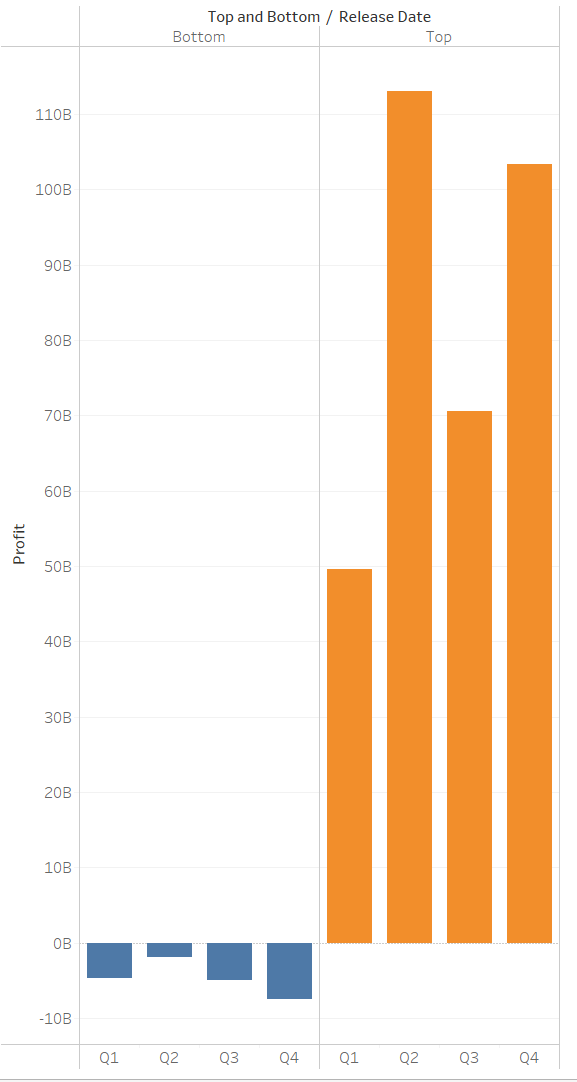 Top and Bottom / Release Date
Bottom Top
110B
100B
90B
80B
70B
60B
50B
40B
30B
20B
10B
0B
-10B
Profit
Q1 Q2 Q3 Q4 Q1 Q2 Q3 Q4